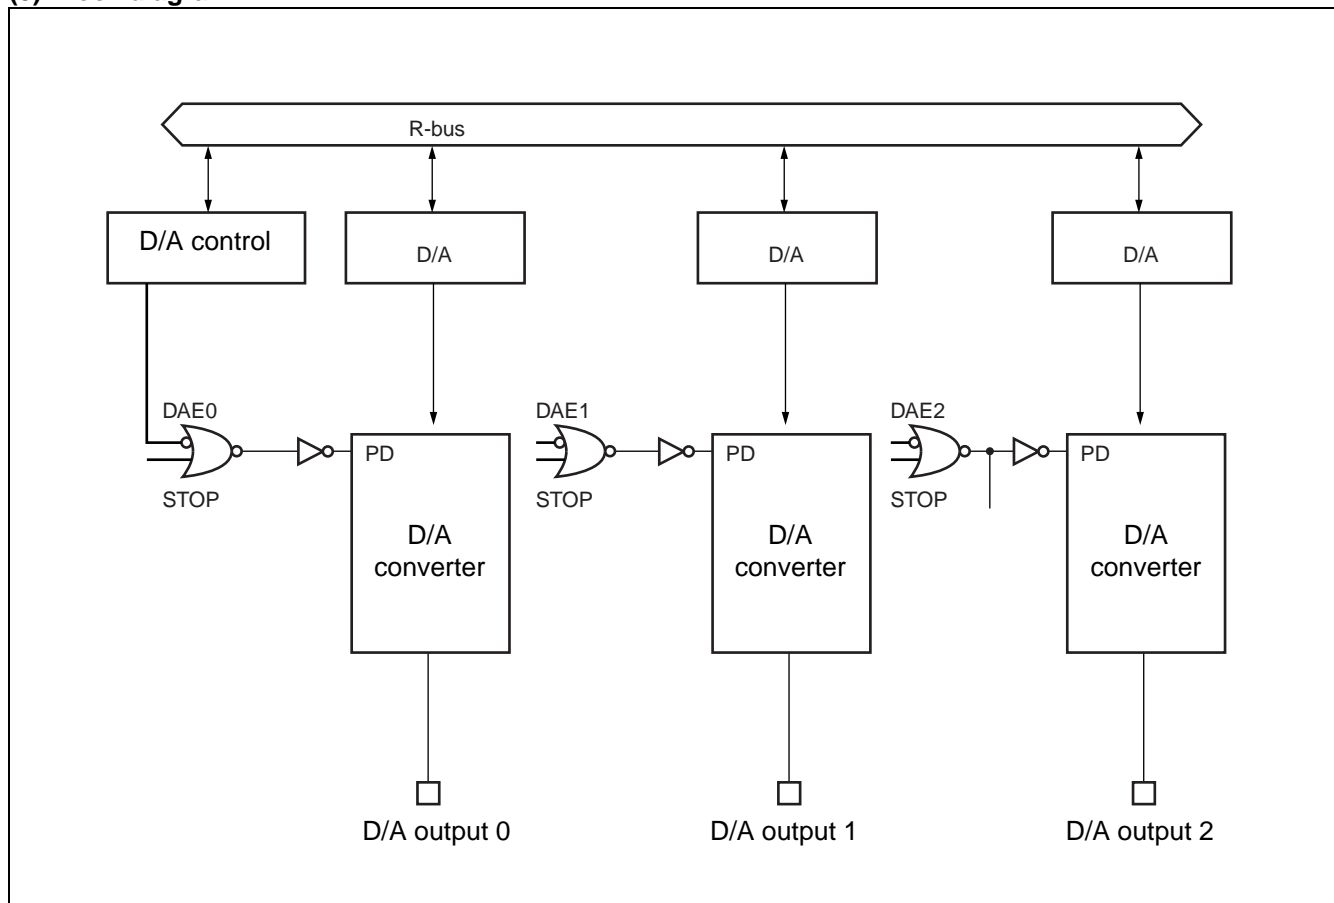 R-bus
D/A control
D/A
D/A
D/A
DAE0
DAE1
DAE2
PD
PD
PD
STOP
STOP
STOP
D/A
converter
D/A
converter
D/A
converter
D/A output 0
D/A output 1
D/A output 2